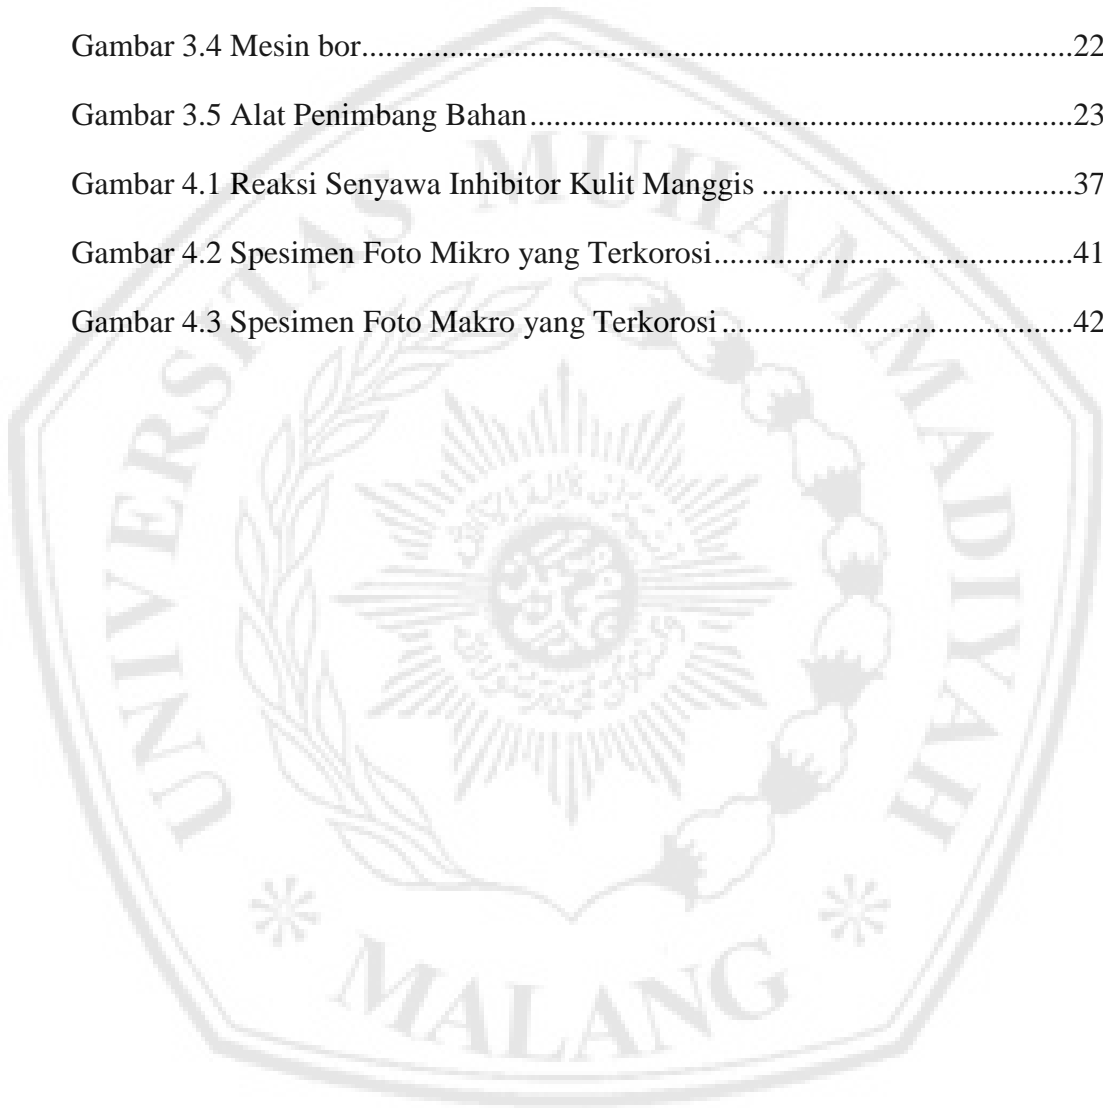 Gambar 3.4 Mesin bor..........................................................................................22
Gambar 3.5 Alat Penimbang Bahan.....................................................................23
Gambar 4.1 Reaksi Senyawa Inhibitor Kulit Manggis .......................................37
Gambar 4.2 Spesimen Foto Mikro yang Terkorosi.............................................41
Gambar 4.3 Spesimen Foto Makro yang Terkorosi............................................42
UNIVERSITAS MUHAMMADIYAH
MALANG